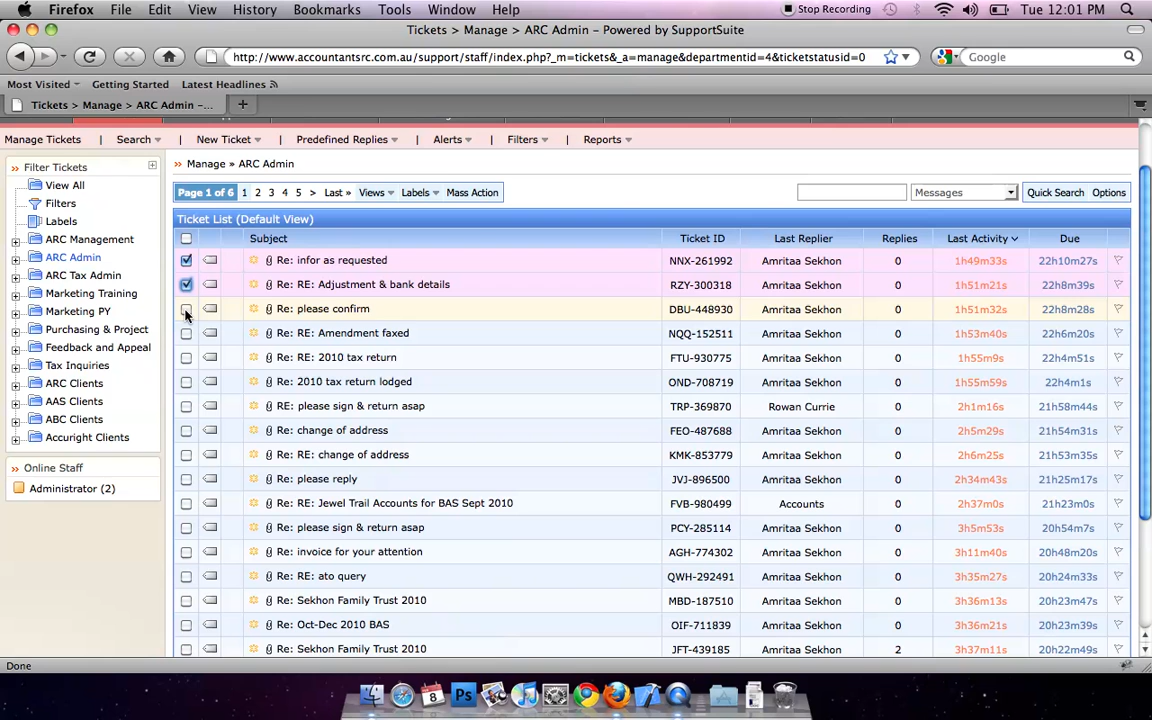 Firefox File Edit View History Bookmarks Tools Window Help Stop Recording Tue 12:01 PM
Tickets > Manage > ARC Admin - Powered by SupportSuite
http://www.accountantsrc.com.au/support/staff/index.php?_m=tickets&_a=manage&departmentid=4&ticketstatusid=0 Google
Most Visited Getting Started Latest Headlines
Tickets > Manage > ARC Admin -...
Manage Tickets | Search | New Ticket | Predefined Replies | Alerts | Filters | Reports
Filter Tickets
View All
Filters
Labels
ARC Management
ARC Admin
ARC Tax Admin
Marketing Training
Marketing PY
Purchasing & Project
Feedback and Appeal
Tax Inquiries
ARC Clients
AAS Clients
ABC Clients
Accuright Clients
Online Staff
Administrator (2)
Manage » ARC Admin
Page 1 of 6 1 2 3 4 5 > Last » Views Labels Mass Action Messages Quick Search Options
Ticket List (Default View)
Subject Ticket ID Last Replier Replies Last Activity Due
Re: infor as requested NNX-261992 Amritaa Sekhon 0 1h49m33s 22h10m27s
Re: RE: Adjustment & bank details RZY-300318 Amritaa Sekhon 0 1h51m21s 22h8m39s
Re: please confirm DBU-448930 Amritaa Sekhon 0 1h51m32s 22h8m28s
Re: RE: Amendment faxed NQQ-152511 Amritaa Sekhon 0 1h53m40s 22h6m20s
Re: RE: 2010 tax return FTU-930775 Amritaa Sekhon 0 1h55m9s 22h4m51s
Re: 2010 tax return lodged OND-708719 Amritaa Sekhon 0 1h55m59s 22h4m1s
RE: please sign & return asap TRP-369870 Rowan Currie 0 2h1m16s 21h58m44s
Re: change of address FEO-487688 Amritaa Sekhon 0 2h5m29s 21h54m31s
Re: RE: change of address KMK-853779 Amritaa Sekhon 0 2h6m25s 21h53m35s
Re: please reply JVJ-896500 Amritaa Sekhon 0 2h34m43s 21h25m17s
Re: RE: Jewel Trail Accounts for BAS Sept 2010 FVB-980499 Accounts 0 2h37m0s 21h23m0s
Re: please sign & return asap PCY-285114 Amritaa Sekhon 0 3h5m53s 20h54m7s
Re: invoice for your attention AGH-774302 Amritaa Sekhon 0 3h11m40s 20h48m20s
Re: RE: ato query QWH-292491 Amritaa Sekhon 0 3h35m27s 20h24m33s
Re: Sekhon Family Trust 2010 MBD-187510 Amritaa Sekhon 0 3h36m13s 20h23m47s
Re: Oct-Dec 2010 BAS OIF-711839 Amritaa Sekhon 0 3h36m21s 20h23m39s
Re: Sekhon Family Trust 2010 JFT-439185 Amritaa Sekhon 2 3h37m11s 20h22m49s
Done